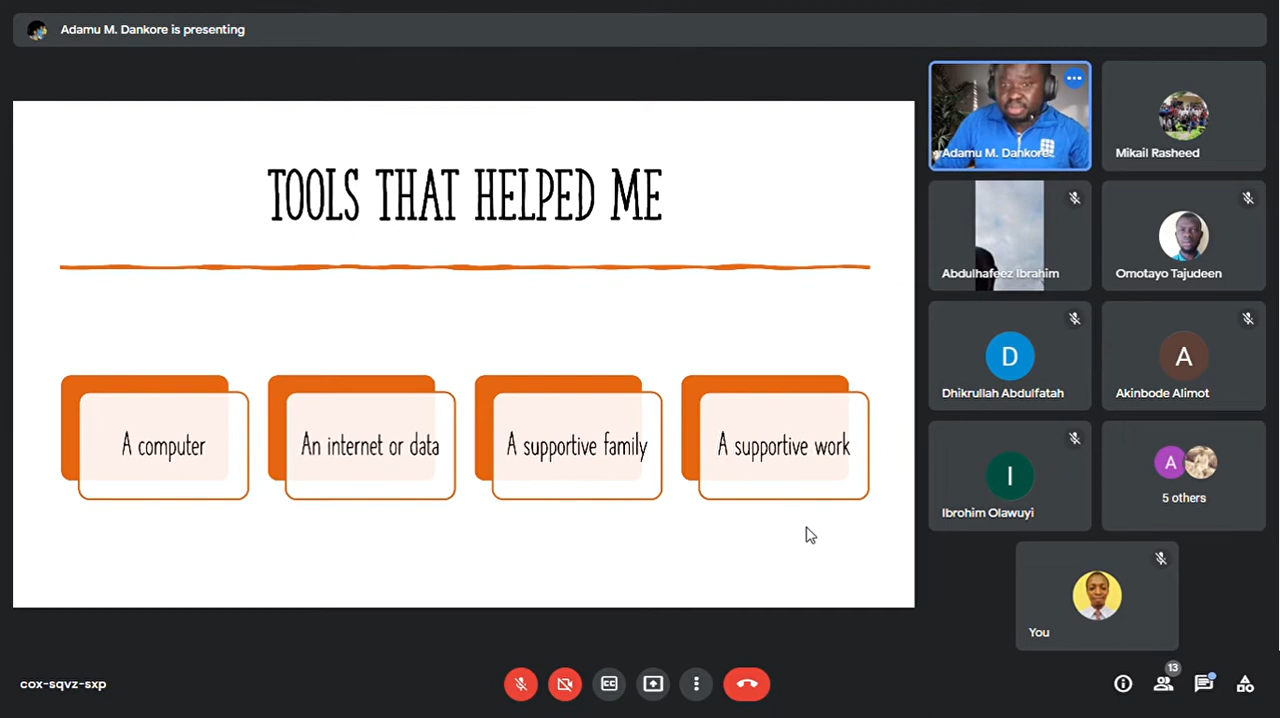 Adamu M. Dankore is presenting
TOOLS THAT HELPED ME
A computer
An internet or data
A supportive family
A supportive work
Adamu M. Dankore
Mikail Rasheed
Abdulhafeez Ibrahim
Omotayo Tajudeen
D
Dhikrullah Abdulfatah
A
Akinbode Alimot
I
Ibrohim Olawuyi
A
5 others
You
cox-sqvz-sxp
CC
13